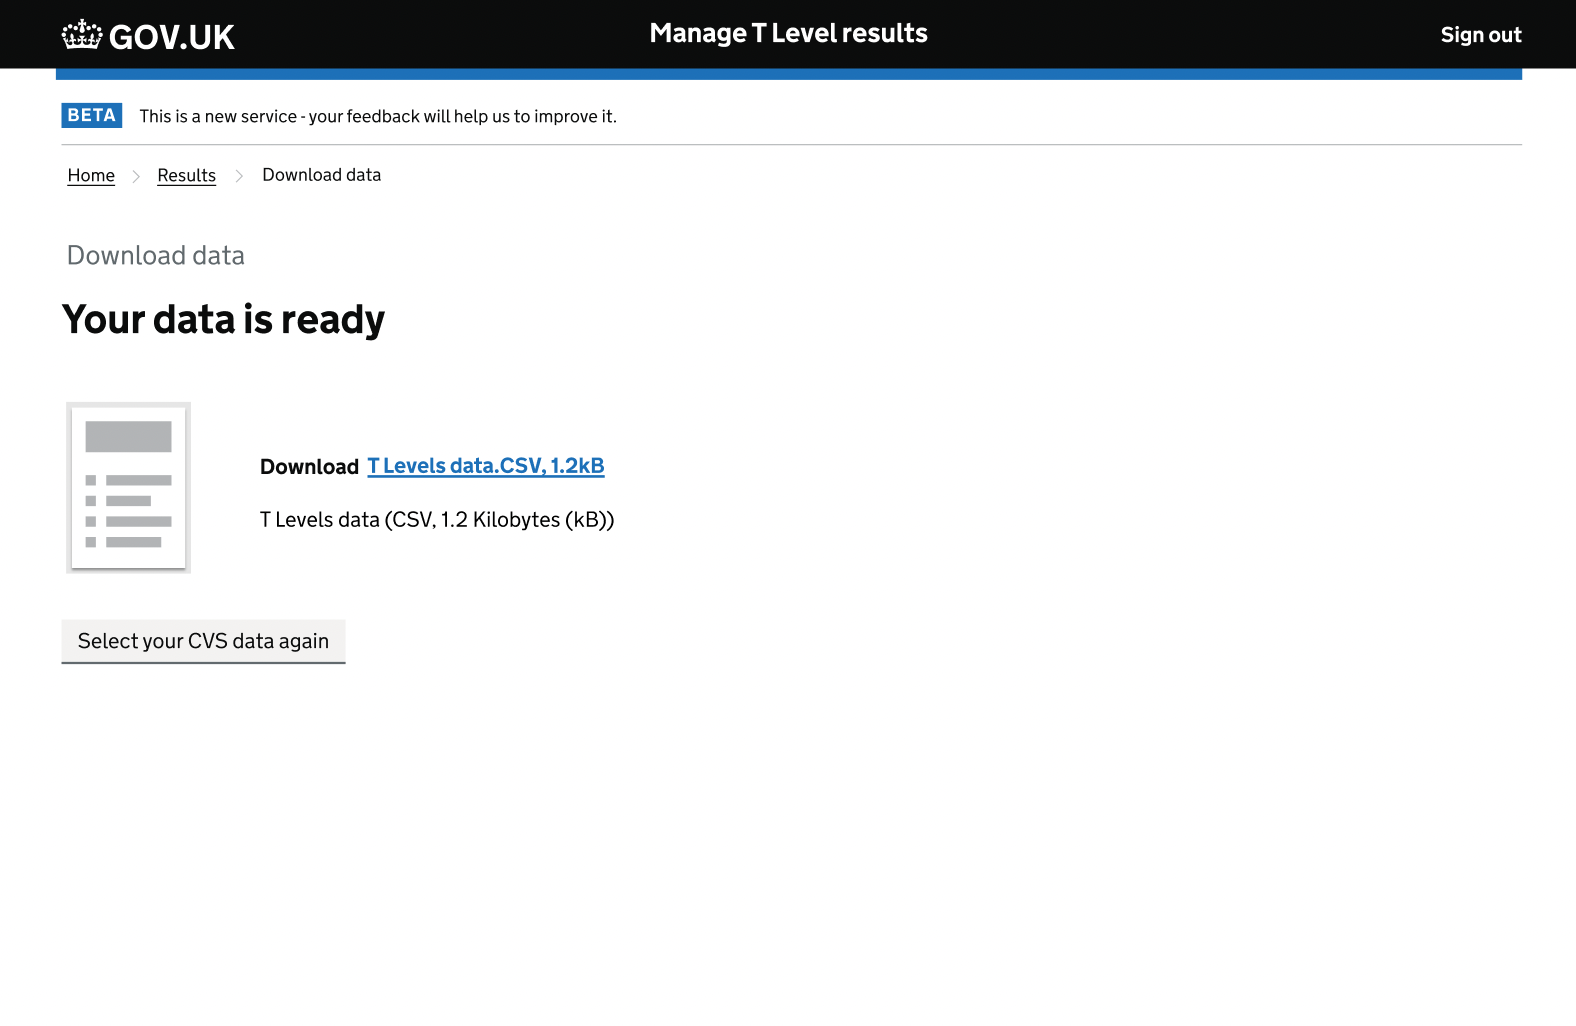 GOV.UK
Manage T Level results
Sign out
BETA This is a new service - your feedback will help us to improve it.
Home Results Download data
Download data
Your data is ready
Download T Levels data.CSV, 1.2kB
T Levels data (CSV, 1.2 Kilobytes (kB))
Select your CVS data again